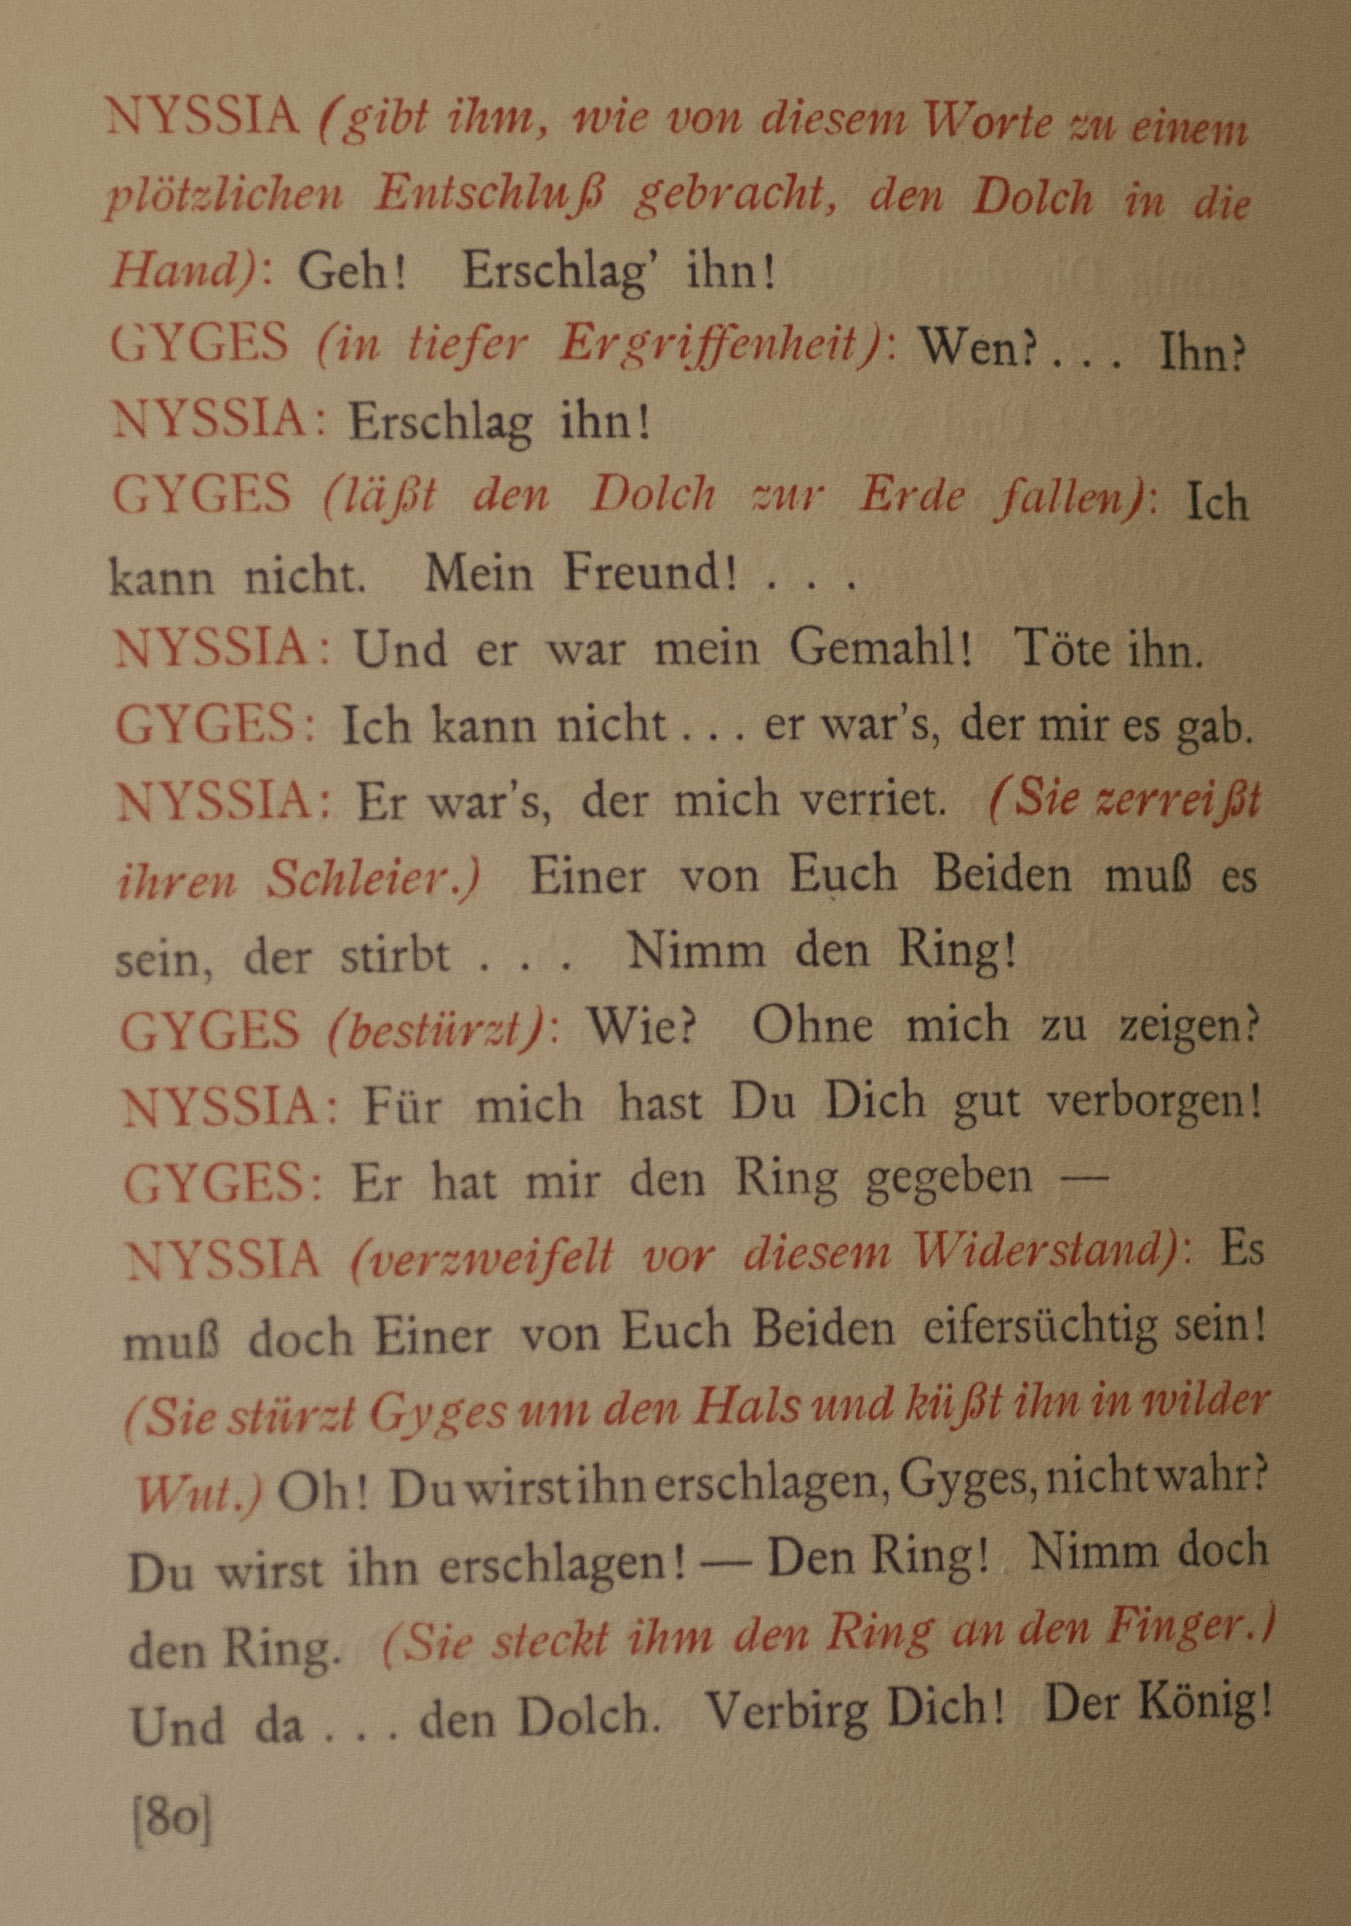 NYSSIA (gibt ihm, wie von diesem Worte zu einem
plötzlichen Entschluß gebracht, den Dolch in die
Hand): Geh! Erschlag’ ihn!
GYGES (in tiefer Ergriffenheit): Wen? . . . Ihn?
NYSSIA: Erschlag ihn!
GYGES (läßt den Dolch zur Erde fallen): Ich
kann nicht. Mein Freund! . . .
NYSSIA: Und er war mein Gemahl! Töte ihn.
GYGES: Ich kann nicht . . . er war’s, der mir es gab.
NYSSIA: Er war’s, der mich verriet. (Sie zerreißt
ihren Schleier.) Einer von Euch Beiden muß es
sein, der stirbt . . . Nimm den Ring!
GYGES (bestürzt): Wie? Ohne mich zu zeigen?
NYSSIA: Für mich hast Du Dich gut verborgen!
GYGES: Er hat mir den Ring gegeben —
NYSSIA (verzweifelt vor diesem Widerstand): Es
muß doch Einer von Euch Beiden eifersüchtig sein!
(Sie stürzt Gyges um den Hals und küßt ihn in wilder
Wut.) Oh! Du wirst ihn erschlagen, Gyges, nicht wahr?
Du wirst ihn erschlagen! — Den Ring! Nimm doch
den Ring. (Sie steckt ihm den Ring an den Finger.)
Und da . . . den Dolch. Verbirg Dich! Der König!
[80]